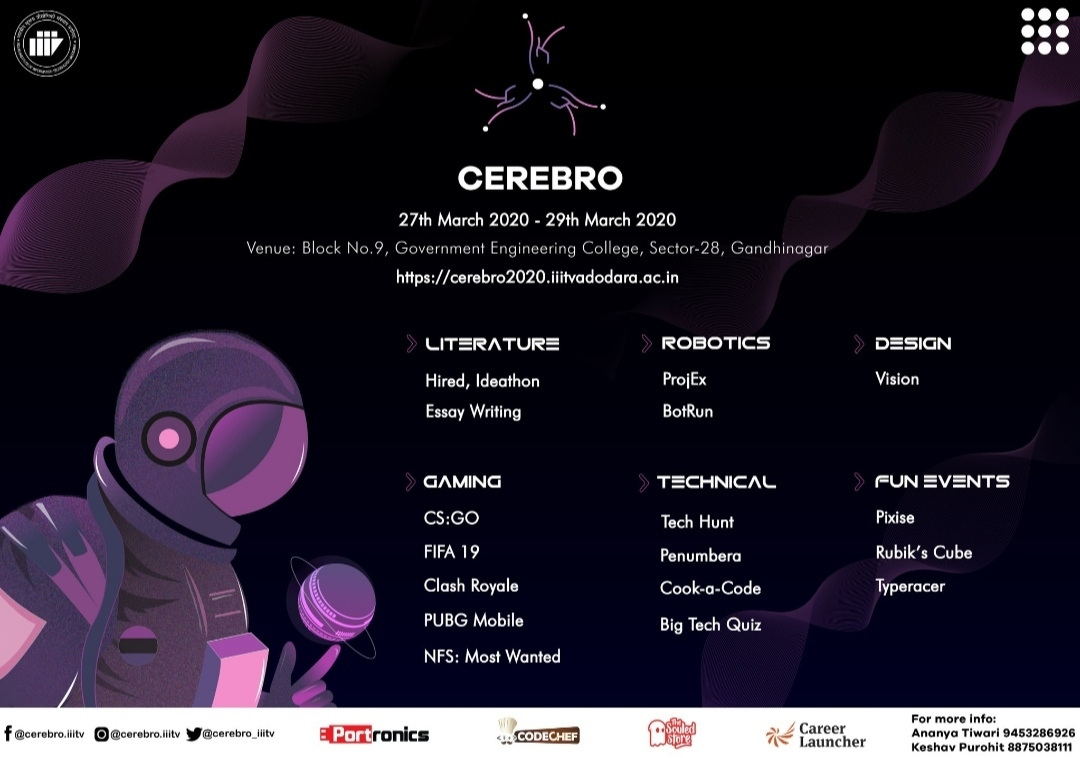 CEREBRO
27th March 2020 - 29th March 2020
Venue: Block No.9, Government Engineering College, Sector-28, Gandhinagar
https://cerebro2020.iiitvadodara.ac.in
LITERATURE
Hired, Ideathon
Essay Writing
ROBOTICS
ProjEx
BotRun
DESIGN
Vision
GAMING
CS:GO
FIFA 19
Clash Royale
PUBG Mobile
NFS: Most Wanted
TECHNICAL
Tech Hunt
Penumbera
Cook-a-Code
Big Tech Quiz
FUN EVENTS
Pixise
Rubik's Cube
Typeracer
@cerebro.iiitv @cerebro.iiitv @cerebro_iiitv
Portronics
CODECHEF
The
Souled
Store
Career
Launcher
For more info:
Ananya Tiwari 9453286926
Keshav Purohit 8875038111